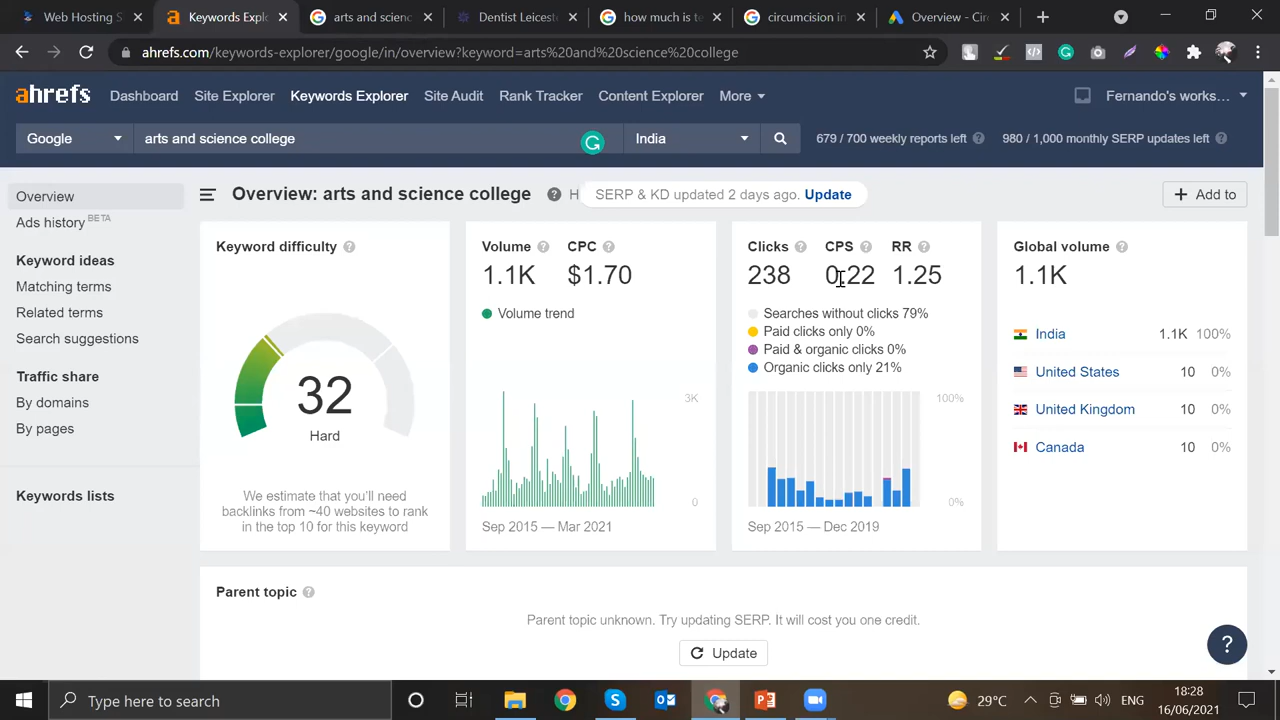 Web Hosting S
Keywords Expl
arts and scienc
Dentist Leiceste
how much is te
circumcision in
Overview - Circ
ahrefs.com/keywords-explorer/google/in/overview?keyword=arts%20and%20science%20college
ahrefs Dashboard Site Explorer Keywords Explorer Site Audit Rank Tracker Content Explorer More Fernando's works...
Google arts and science college India 679 / 700 weekly reports left 980 / 1,000 monthly SERP updates left
Overview
Ads history BETA
Keyword ideas
Matching terms
Related terms
Search suggestions
Traffic share
By domains
By pages
Keywords lists
Overview: arts and science college H SERP & KD updated 2 days ago. Update + Add to
Keyword difficulty
32
Hard
We estimate that you'll need
backlinks from ~40 websites to rank
in the top 10 for this keyword
Volume CPC
1.1K $1.70
Volume trend
3K
0
Sep 2015 — Mar 2021
Clicks CPS RR
238 0.22 1.25
Searches without clicks 79%
Paid clicks only 0%
Paid & organic clicks 0%
Organic clicks only 21%
100%
0%
Sep 2015 — Dec 2019
Global volume
1.1K
India 1.1K 100%
United States 10 0%
United Kingdom 10 0%
Canada 10 0%
Parent topic
Parent topic unknown. Try updating SERP. It will cost you one credit.
Update
?
Type here to search
29°C ENG 18:28
16/06/2021